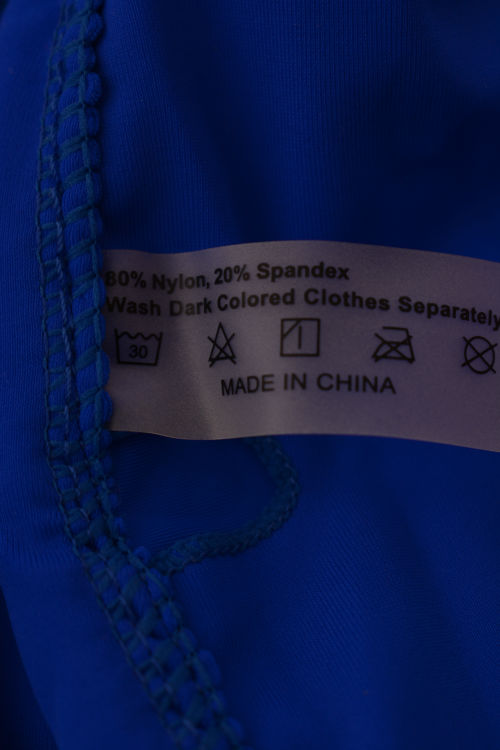 80% Nylon, 20% Spandex
Wash Dark Colored Clothes Separately
30
MADE IN CHINA